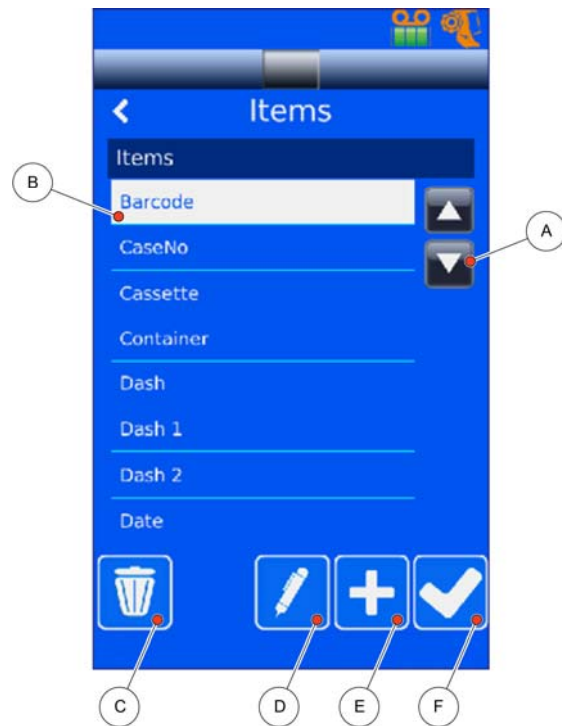 Items
Items
B
Barcode
A
CaseNo
Cassette
Container
Dash
Dash 1
Dash 2
Date
C
D
E
F